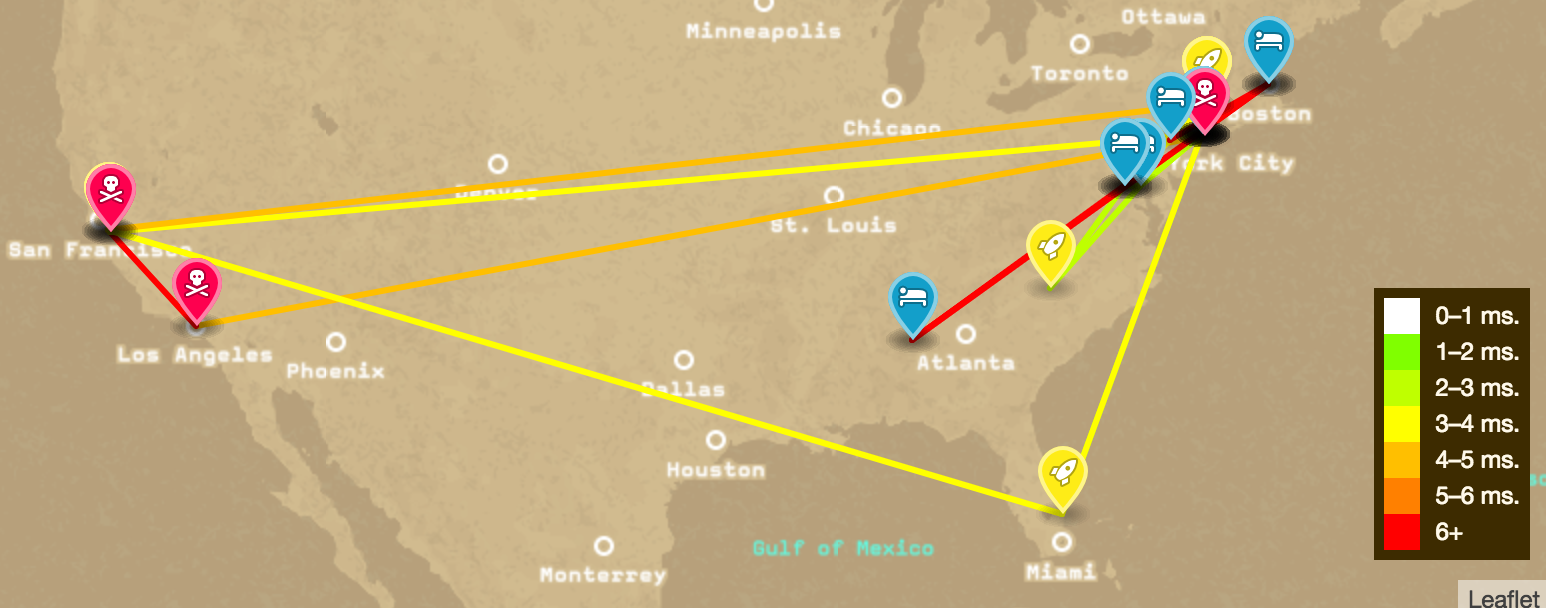 Ottawa
Minneapolis
Toronto
Chicago
Boston
York City
Denver
St. Louis
San Francisco
Los Angeles
Phoenix
Atlanta
Dallas
Houston
Gulf of Mexico
Monterrey
Miami
0–1 ms.
1–2 ms.
2–3 ms.
3–4 ms.
4–5 ms.
5–6 ms.
6+
Leaflet